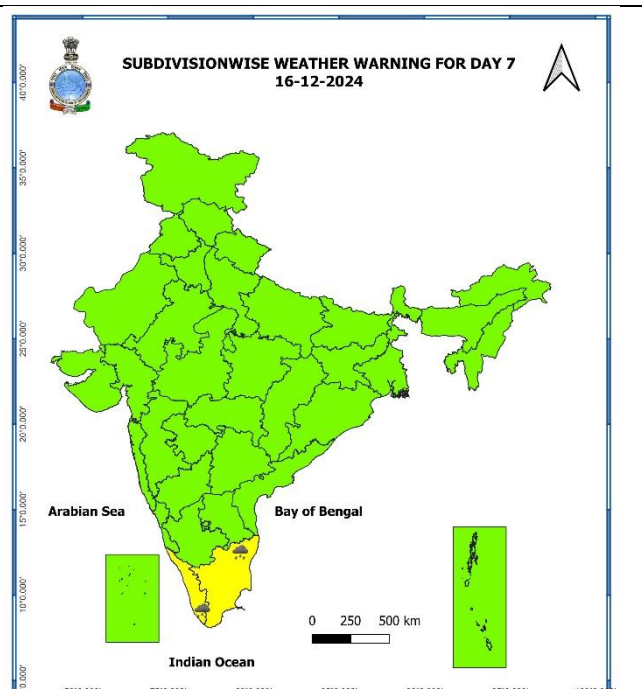 SUBDIVISIONWISE WEATHER WARNING FOR DAY 7
16-12-2024
40°0.000'
35°0.000'
30°0.000'
25°0.000'
20°0.000'
15°0.000'
10°0.000'
Arabian Sea
Bay of Bengal
0 250 500 km
Indian Ocean